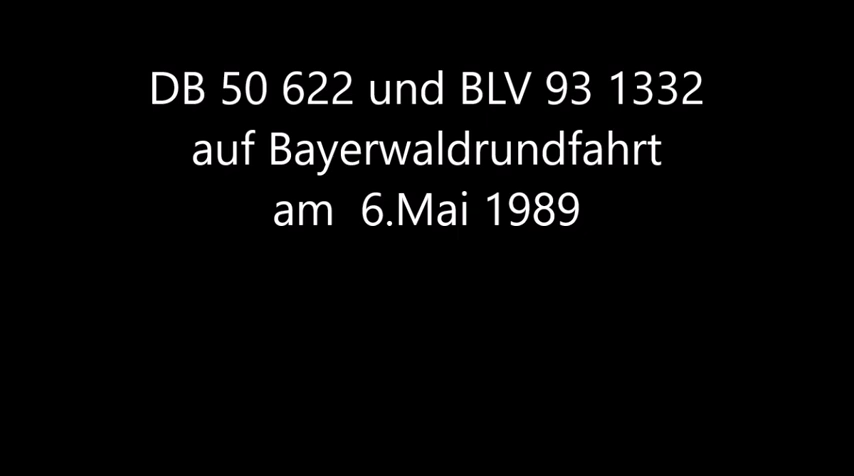 DB 50 622 und BLV 93 1332
auf Bayerwaldrundfahrt
am  6.Mai 1989